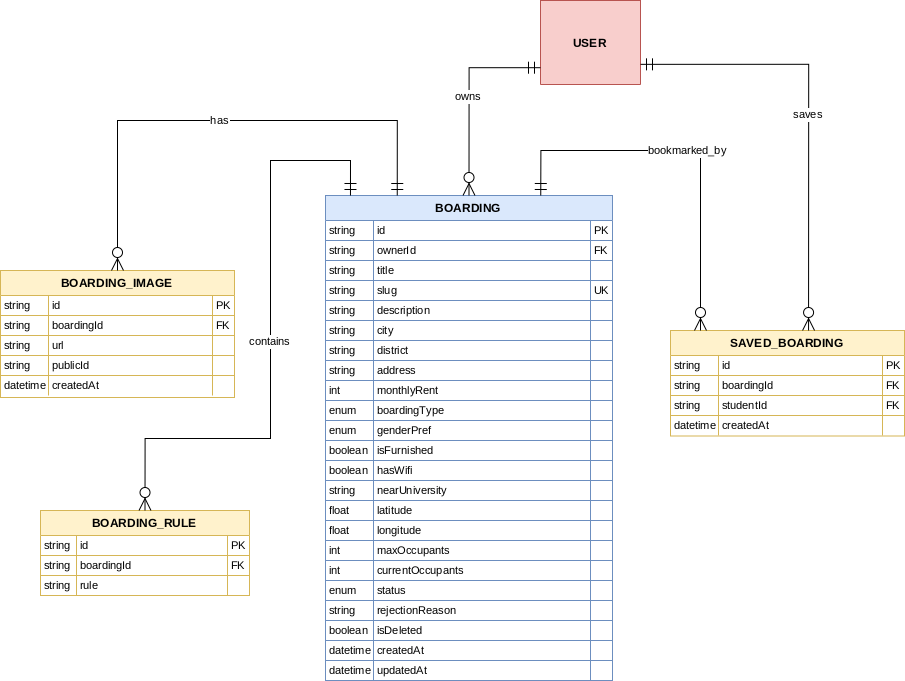 USER
owns
saves
has
bookmarked_by
contains
BOARDING
string id PK
string ownerId FK
string title
string slug UK
string description
string city
string district
string address
int monthlyRent
enum boardingType
enum genderPref
boolean isFurnished
boolean hasWifi
string nearUniversity
float latitude
float longitude
int maxOccupants
int currentOccupants
enum status
string rejectionReason
boolean isDeleted
datetime createdAt
datetime updatedAt
BOARDING_IMAGE
string id PK
string boardingId FK
string url
string publicId
datetime createdAt
SAVED_BOARDING
string id PK
string boardingId FK
string studentId FK
datetime createdAt
BOARDING_RULE
string id PK
string boardingId FK
string rule